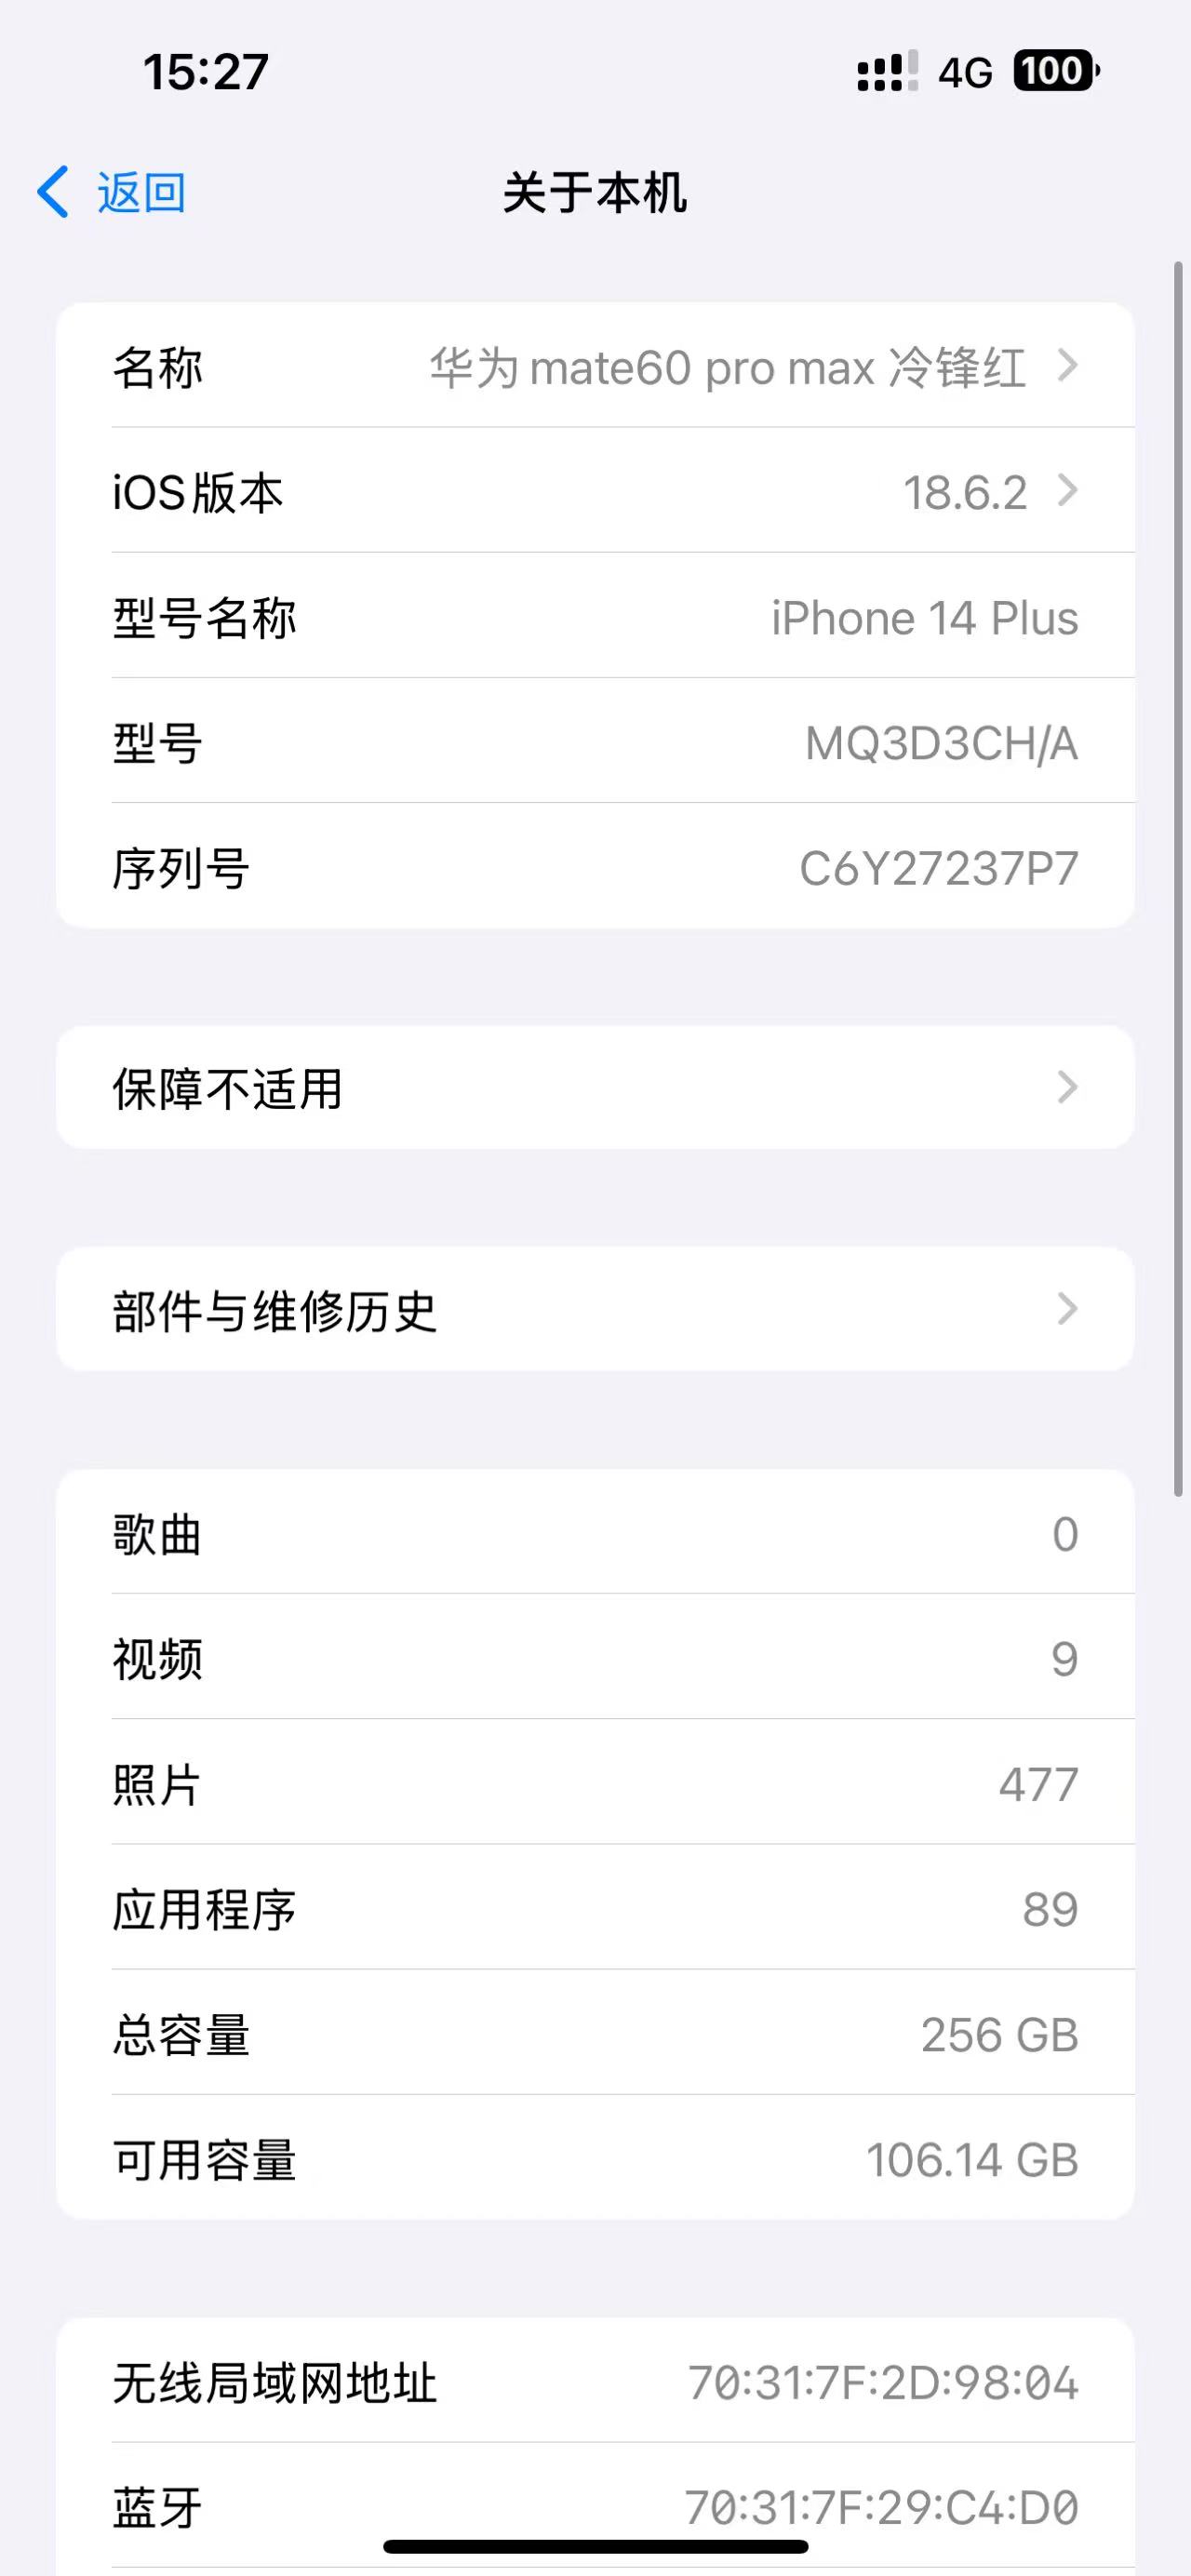 15:27 4G 100
返回 关于本机
名称 华为 mate60 pro max 冷锋红
iOS版本 18.6.2
型号名称 iPhone 14 Plus
型号 MQ3D3CH/A
序列号 C6Y27237P7
保障不适用
部件与维修历史
歌曲 0
视频 9
照片 477
应用程序 89
总容量 256 GB
可用容量 106.14 GB
无线局域网地址 70:31:7F:2D:98:04
蓝牙 70:31:7F:29:C4:D0